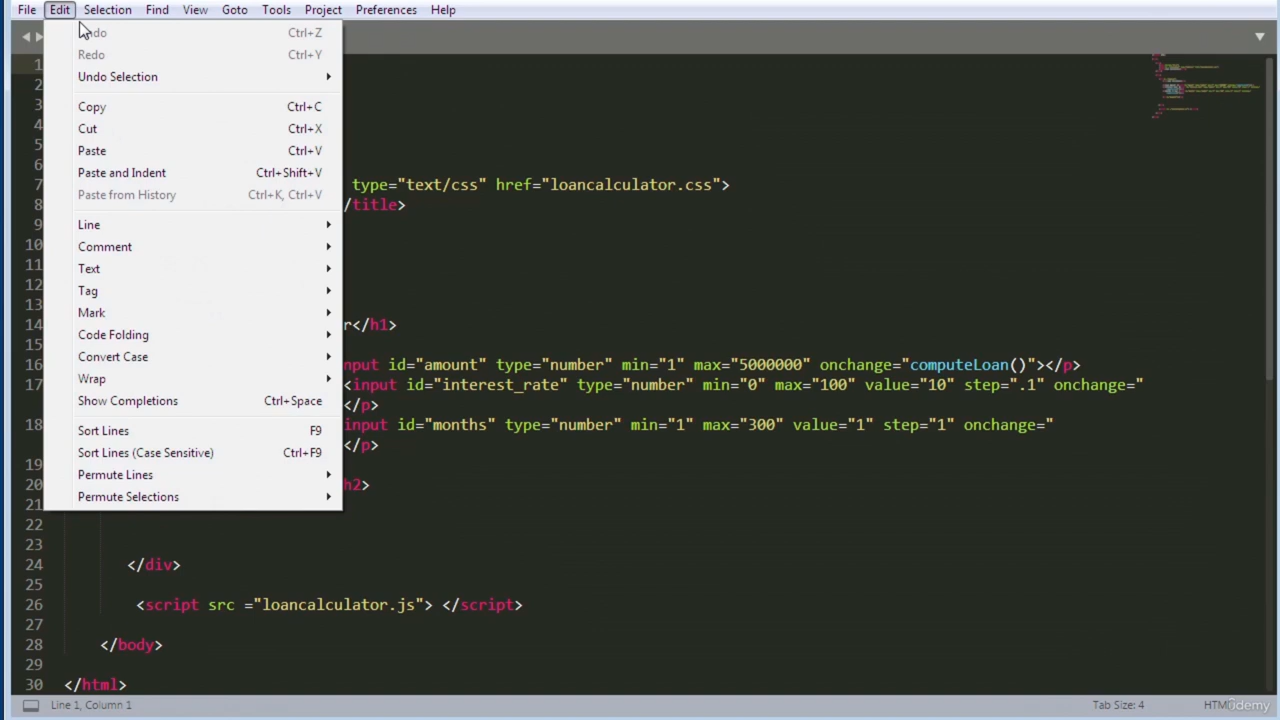 File Edit Selection Find View Goto Tools Project Preferences Help
Ctrl+Z
Redo Ctrl+Y
Undo Selection
Copy Ctrl+C
Cut Ctrl+X
Paste Ctrl+V
Paste and Indent Ctrl+Shift+V
Paste from History Ctrl+K, Ctrl+V
Line
Comment
Text
Tag
Mark
Code Folding
Convert Case
Wrap
Show Completions Ctrl+Space
Sort Lines F9
Sort Lines (Case Sensitive) Ctrl+F9
Permute Lines
Permute Selections
1
2
3
4
5
6
7 type="text/css" href="loancalculator.css">
8 /title>
9
10
11
12
13
14 r</h1>
15
16 nput id="amount" type="number" min="1" max="5000000" onchange="computeLoan()"></p>
17 <input id="interest_rate" type="number" min="0" max="100" value="10" step=".1" onchange="
</p>
18 input id="months" type="number" min="1" max="300" value="1" step="1" onchange="
</p>
19
20 h2>
21
22
23
24 </div>
25
26 <script src ="loancalculator.js"> </script>
27
28 </body>
29
30 </html>
Line 1, Column 1 Tab Size: 4 HTML
Udemy